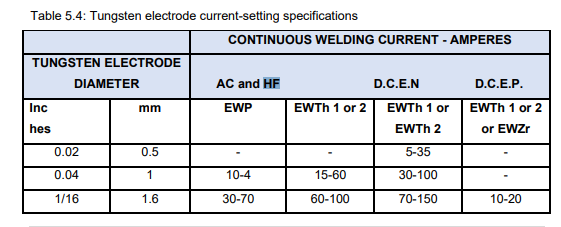 Table 5.4: Tungsten electrode current-setting specifications
CONTINUOUS WELDING CURRENT - AMPERES
TUNGSTEN ELECTRODE
DIAMETER AC and HF D.C.E.N D.C.E.P.
Inc mm EWP EWTh 1 or 2 EWTh 1 or EWTh 1 or 2
hes EWTh 2 or EWZr
0.02 0.5 - - 5-35 -
0.04 1 10-4 15-60 30-100 -
1/16 1.6 30-70 60-100 70-150 10-20